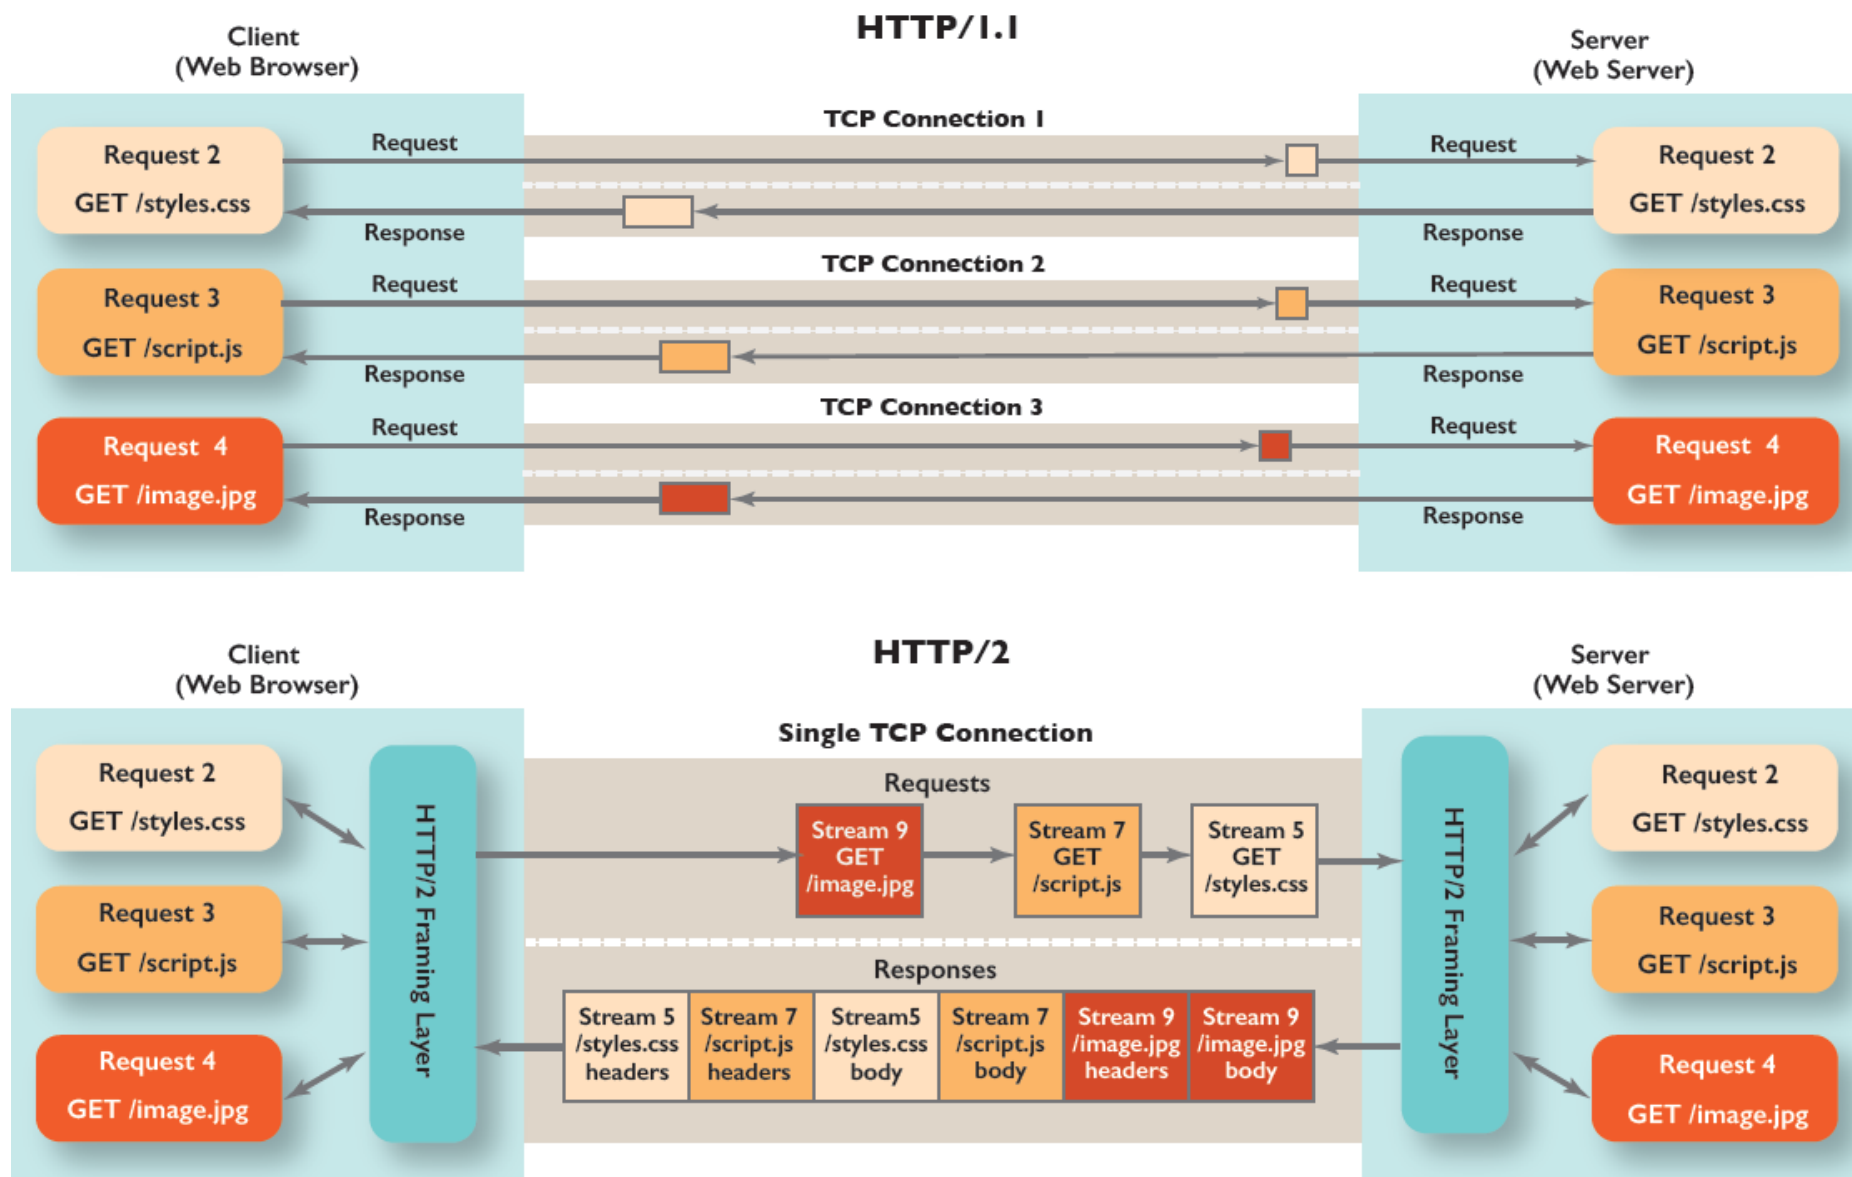 HTTP/1.1
Client
(Web Browser)
Server
(Web Server)
TCP Connection 1
Request 2
GET /styles.css
Request
Request
Request 2
GET /styles.css
Response
Response
TCP Connection 2
Request 3
GET /script.js
Request
Request
Request 3
GET /script.js
Response
Response
TCP Connection 3
Request 4
GET /image.jpg
Request
Request
Request 4
GET /image.jpg
Response
Response
HTTP/2
Client
(Web Browser)
Server
(Web Server)
Single TCP Connection
Request 2
GET /styles.css
Request 3
GET /script.js
Request 4
GET /image.jpg
HTTP/2 Framing Layer
Requests
Stream 9
GET
/image.jpg
Stream 7
GET
/script.js
Stream 5
GET
/styles.css
Responses
Stream 5
/styles.css
headers
Stream 7
/script.js
headers
Stream5
/styles.css
body
Stream 7
/script.js
body
Stream 9
/image.jpg
headers
Stream 9
/image.jpg
body
HTTP/2 Framing Layer
Request 2
GET /styles.css
Request 3
GET /script.js
Request 4
GET /image.jpg